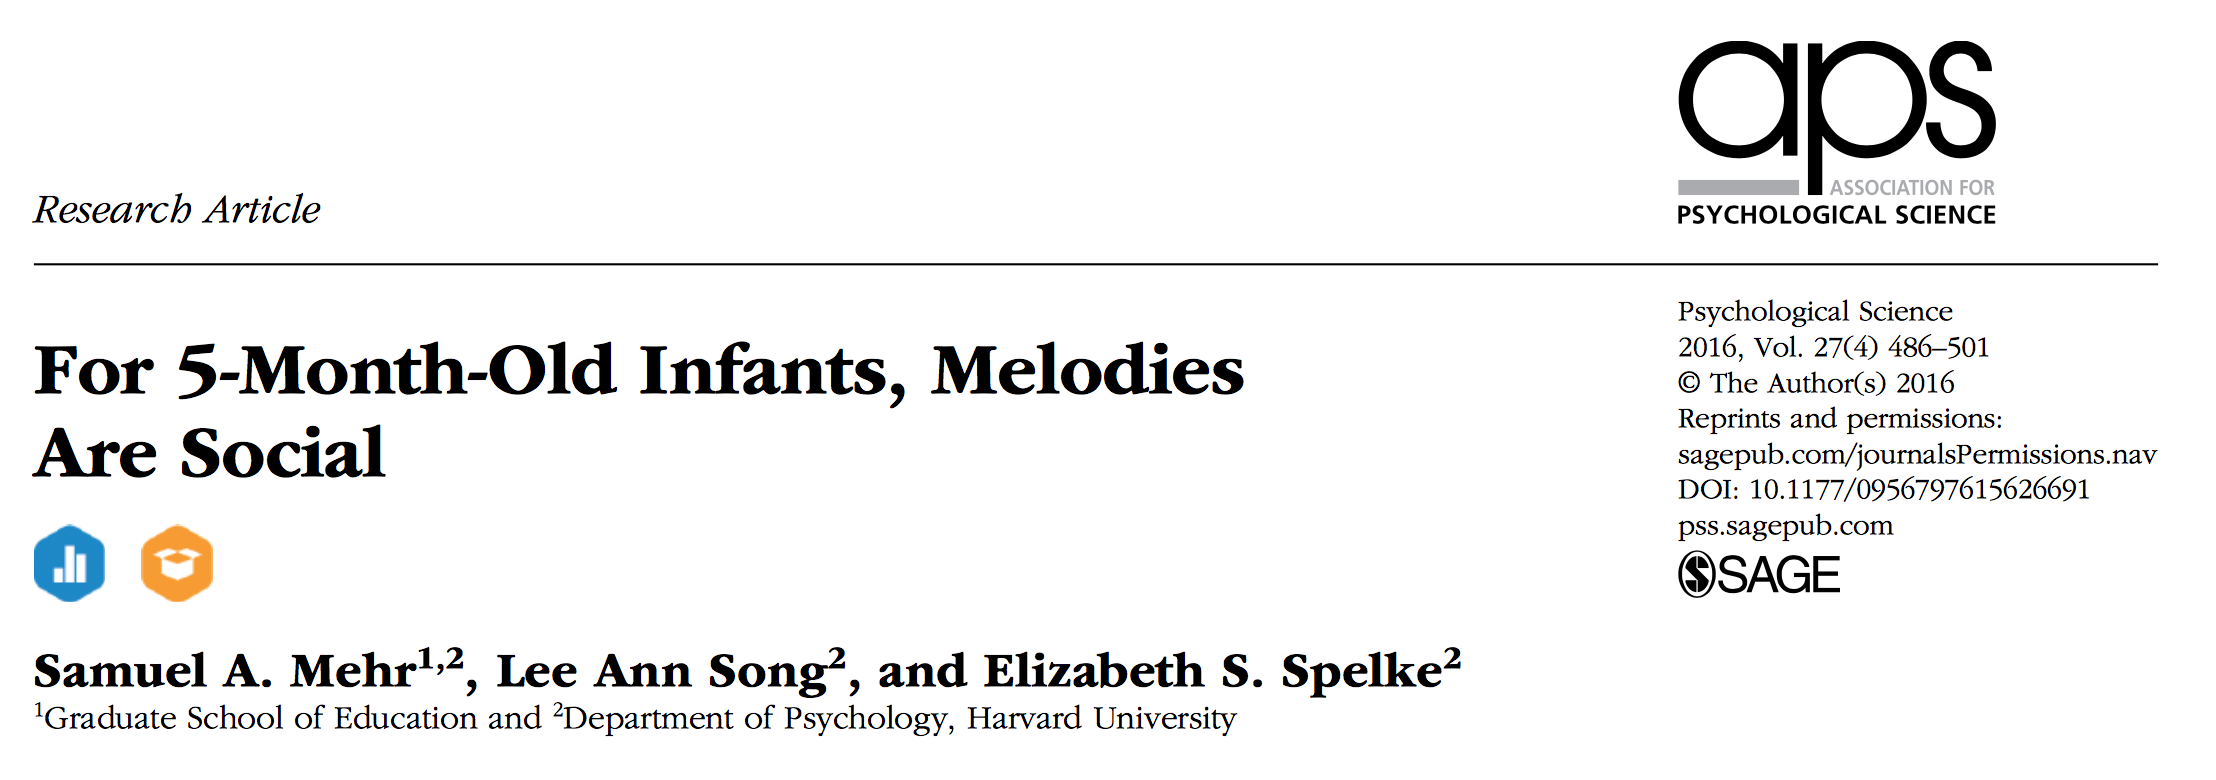 aps
ASSOCIATION FOR
PSYCHOLOGICAL SCIENCE
Research Article
For 5-Month-Old Infants, Melodies
Are Social
Samuel A. Mehr1,2, Lee Ann Song2, and Elizabeth S. Spelke2
1Graduate School of Education and 2Department of Psychology, Harvard University
Psychological Science
2016, Vol. 27(4) 486–501
© The Author(s) 2016
Reprints and permissions:
sagepub.com/journalsPermissions.nav
DOI: 10.1177/0956797615626691
pss.sagepub.com
SAGE